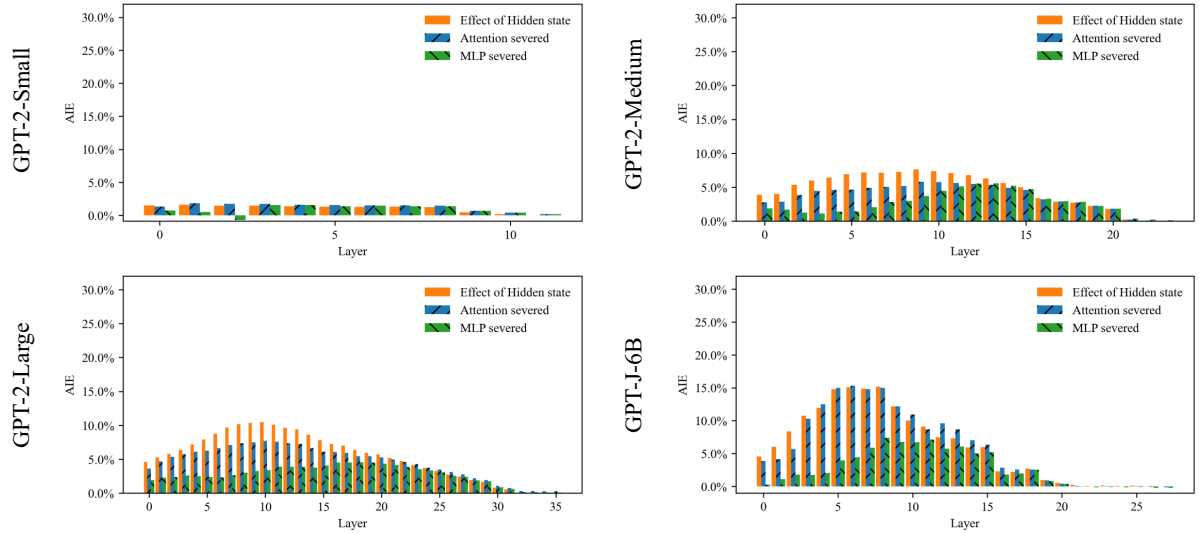 GPT-2-Small
30.0%
25.0%
20.0%
15.0%
10.0%
5.0%
0.0%
AIE
0 5 10
Layer
Effect of Hidden state
Attention severed
MLP severed
GPT-2-Medium
30.0%
25.0%
20.0%
15.0%
10.0%
5.0%
0.0%
AIE
0 5 10 15 20
Layer
Effect of Hidden state
Attention severed
MLP severed
GPT-2-Large
30.0%
25.0%
20.0%
15.0%
10.0%
5.0%
0.0%
AIE
0 5 10 15 20 25 30 35
Layer
Effect of Hidden state
Attention severed
MLP severed
GPT-J-6B
30.0%
25.0%
20.0%
15.0%
10.0%
5.0%
0.0%
AIE
0 5 10 15 20 25
Layer
Effect of Hidden state
Attention severed
MLP severed